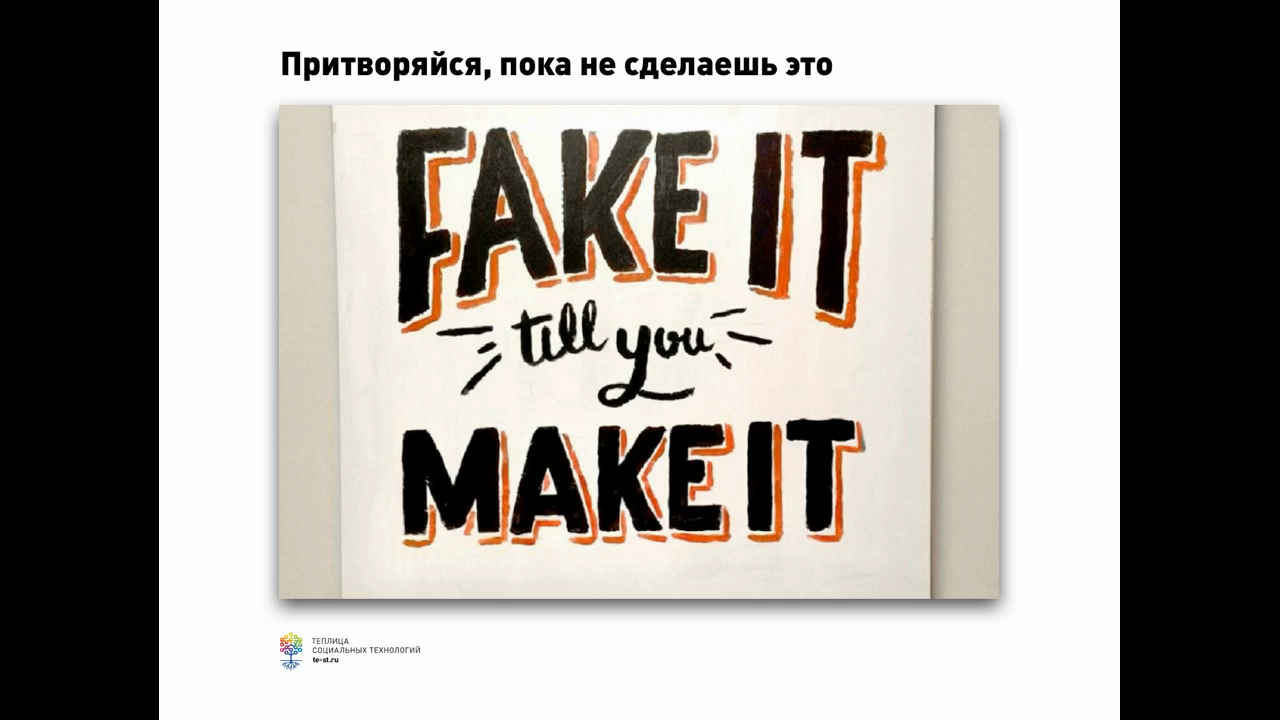 Притворяйся, пока не сделаешь это
FAKE IT
till you
MAKE IT
ТЕПЛИЦА
СОЦИАЛЬНЫХ ТЕХНОЛОГИЙ
te-st.ru